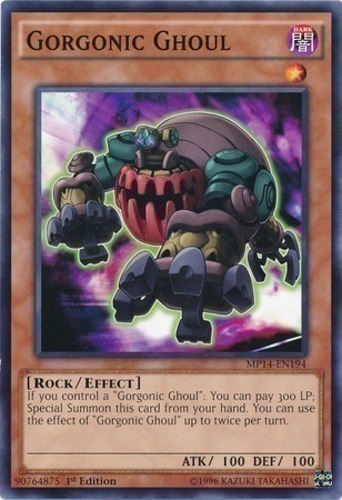 GORGONIC GHOUL
DARK
闇
MP14-EN194
[ROCK/EFFECT]
If you control a "Gorgonic Ghoul": You can pay 300 LP;
Special Summon this card from your hand. You can use
the effect of "Gorgonic Ghoul" up to twice per turn.
ATK/ 100 DEF/ 100
90764875 1st Edition ©1996 KAZUKI TAKAHASHI